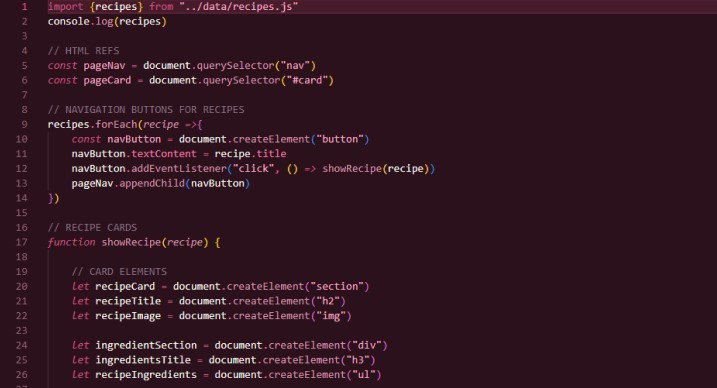 1 import {recipes} from "../data/recipes.js"
2 console.log(recipes)
3
4 // HTML REFS
5 const pageNav = document.querySelector("nav")
6 const pageCard = document.querySelector("#card")
7
8 // NAVIGATION BUTTONS FOR RECIPES
9 recipes.forEach(recipe =>{
10 const navButton = document.createElement("button")
11 navButton.textContent = recipe.title
12 navButton.addEventListener("click", () => showRecipe(recipe))
13 pageNav.appendChild(navButton)
14 })
15
16 // RECIPE CARDS
17 function showRecipe(recipe) {
18
19 // CARD ELEMENTS
20 let recipeCard = document.createElement("section")
21 let recipeTitle = document.createElement("h2")
22 let recipeImage = document.createElement("img")
23
24 let ingredientSection = document.createElement("div")
25 let ingredientsTitle = document.createElement("h3")
26 let recipeIngredients = document.createElement("ul")